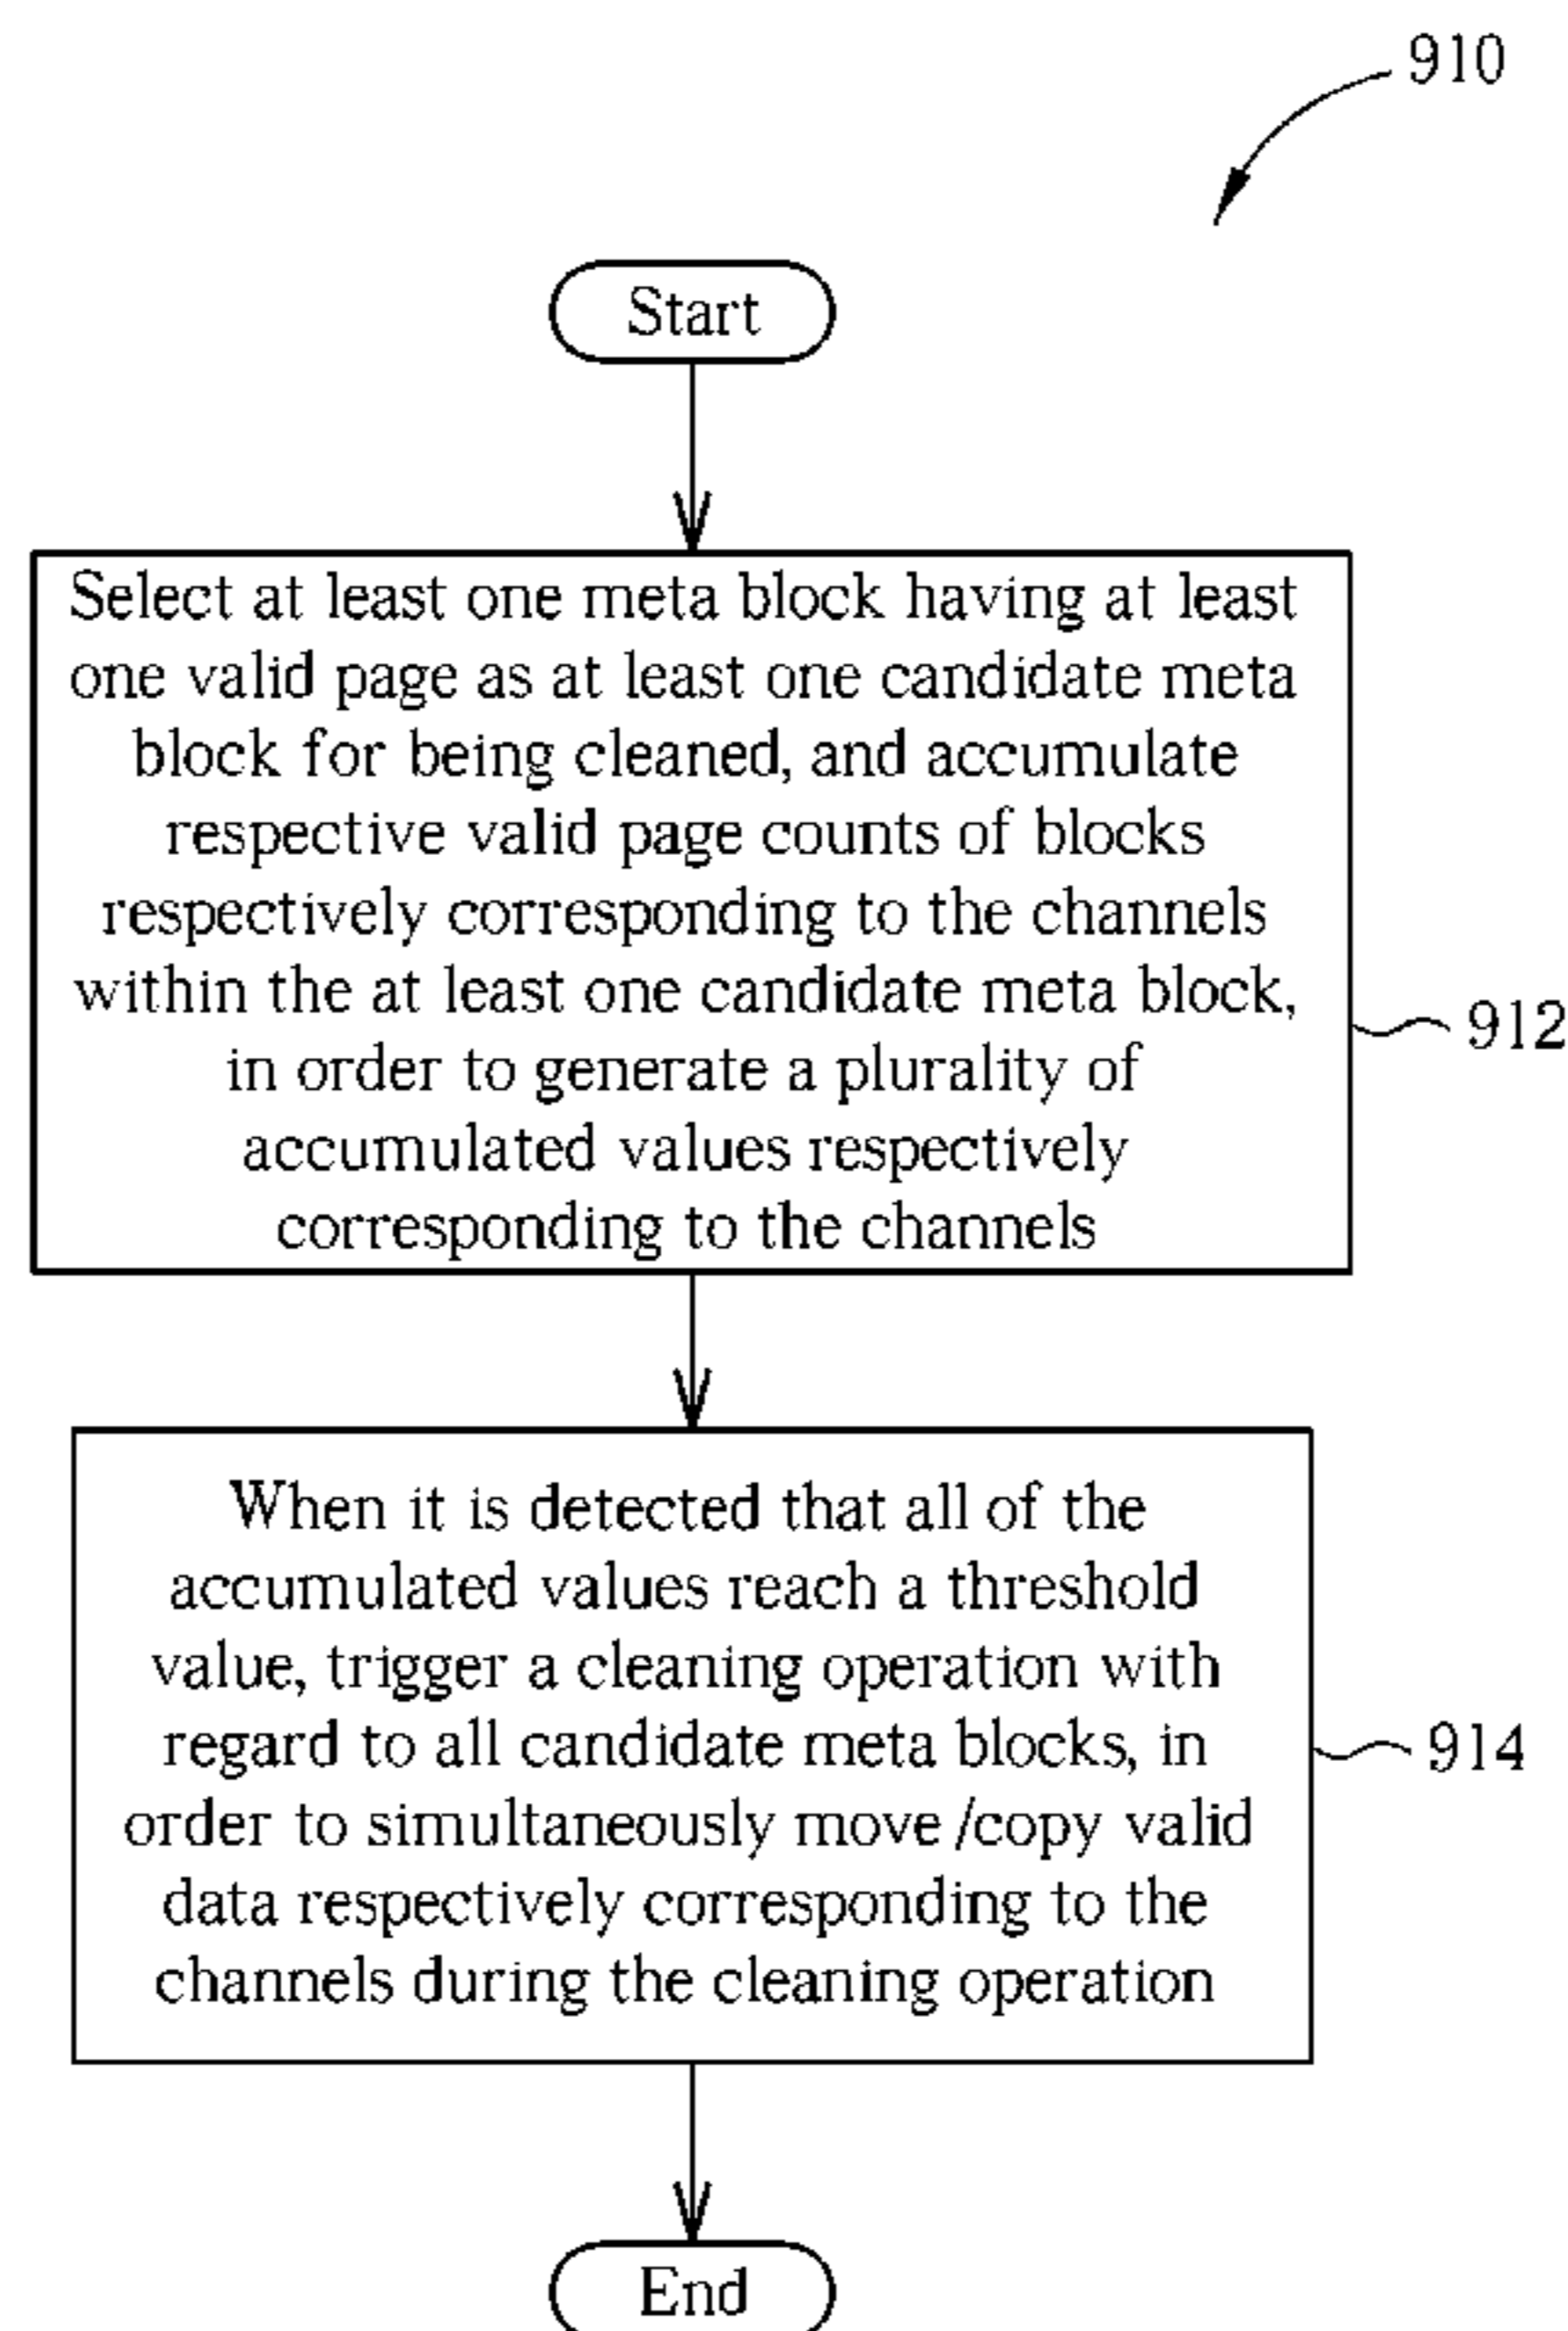 910
Start
Select at least one meta block having at least
one valid page as at least one candidate meta
block for being cleaned, and accumulate
respective valid page counts of blocks
respectively corresponding to the channels
within the at least one candidate meta block,
in order to generate a plurality of
accumulated values respectively
corresponding to the channels
912
When it is detected that all of the
accumulated values reach a threshold
value, trigger a cleaning operation with
regard to all candidate meta blocks, in
order to simultaneously move/copy valid
data respectively corresponding to the
channels during the cleaning operation
914
End